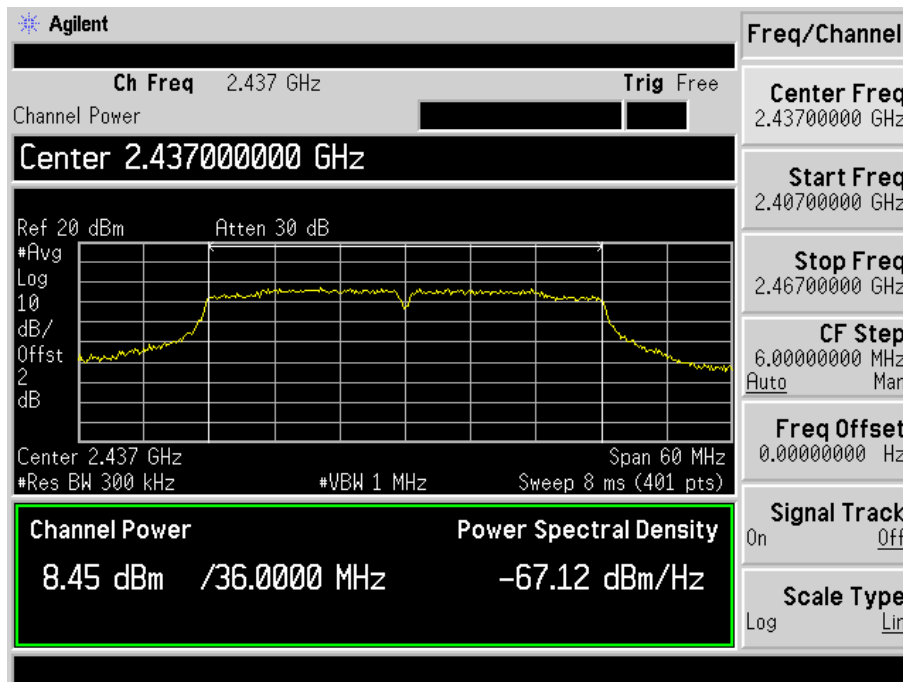 Agilent
Ch Freq 2.437 GHz Trig Free
Channel Power
Center 2.437000000 GHz
Ref 20 dBm Atten 30 dB
#Avg
Log
10
dB/
Offst
2
dB
Center 2.437 GHz Span 60 MHz
#Res BW 300 kHz #VBW 1 MHz Sweep 8 ms (401 pts)
Channel Power Power Spectral Density
8.45 dBm /36.0000 MHz -67.12 dBm/Hz
Freq/Channel
Center Freq
2.43700000 GHz
Start Freq
2.40700000 GHz
Stop Freq
2.46700000 GHz
CF Step
6.00000000 MHz
Auto Man
Freq Offset
0.00000000 Hz
Signal Track
On Off
Scale Type
Log Lin